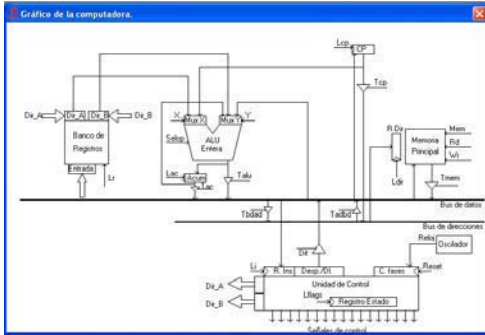 Gráfico de la computadora.
Lcp
CP
Tcp
Dir_A
Dir_A
Dir_B
Dir_B
X
Mux X
Mux Y
Y
R.Dir
Mem
Rd
Wr
Memoria
Principal
Banco de
Registros
Selop
ALU
Entera
Entrada
Lr
Lac
Acum
Tac
Talu
Ldir
Tmem
Bus de datos
Tbdad
Tadbd
Bus de direcciones
Reloj
Oscilador
Dif
Li
R. Ins
Desp./DI.
C. fases
Reset
Dir_A
Unidad de Control
Dir_B
Lflags
Registro Estado
Señales de control